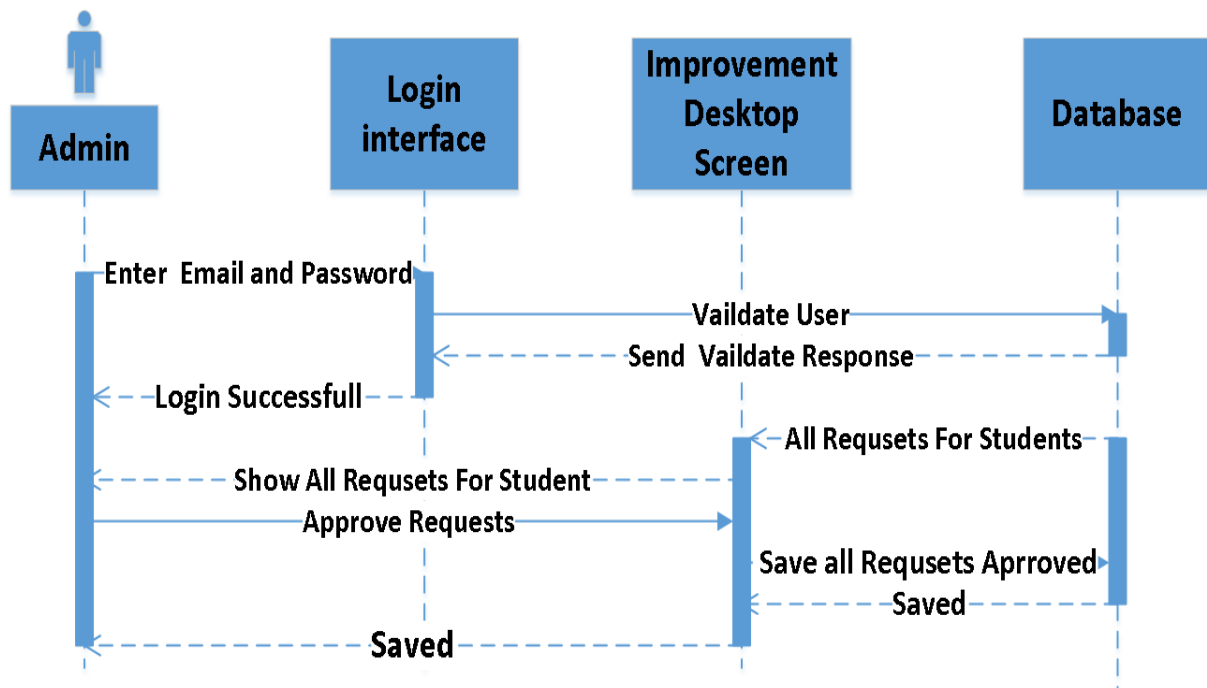 Admin
Login
interface
Improvement
Desktop
Screen
Database
Enter Email and Password
Vaildate User
Send Vaildate Response
Login Successfull
All Requsets For Students
Show All Requsets For Student
Approve Requests
Save all Requsets Aprroved
Saved
Saved